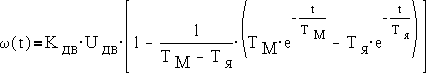 ω(t)=K_ДВ·U_ДВ·[1 − 1/(T_М − T_Я)·(T_М·e^(−t/T_М) − T_Я·e^(−t/T_Я))]